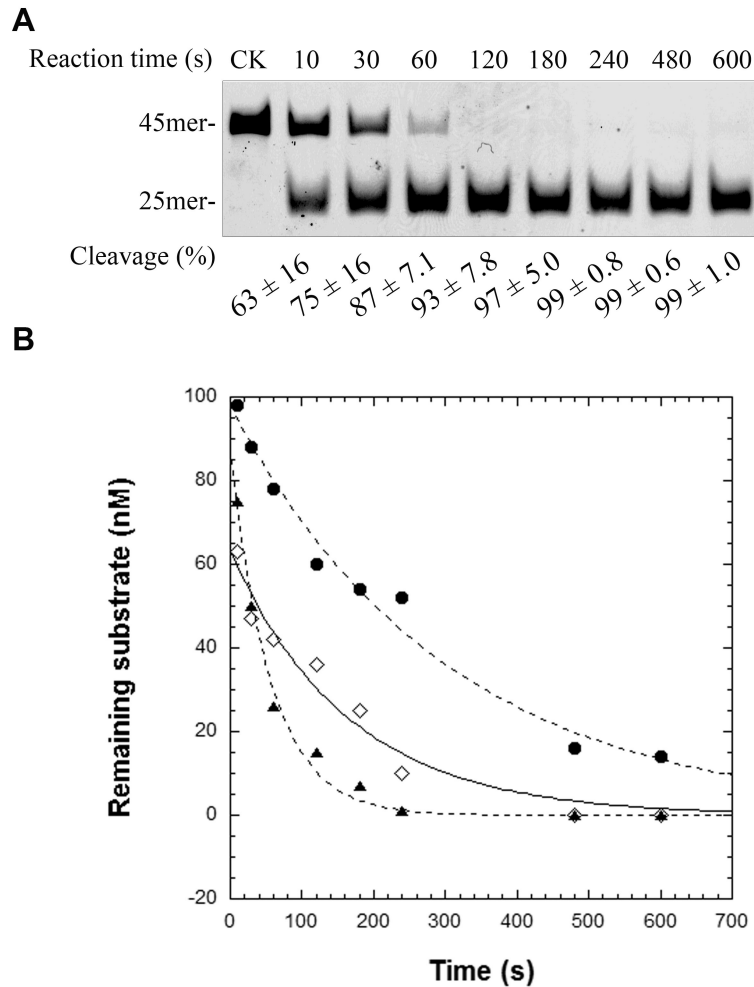 A
Reaction time (s) CK 10 30 60 120 180 240 480 600
45mer-
25mer-
Cleavage (%) 63 ± 16 75 ± 16 87 ± 7.1 93 ± 7.8 97 ± 5.0 99 ± 0.8 99 ± 0.6 99 ± 1.0
B
100
80
60
40
20
0
-20
0 100 200 300 400 500 600 700
Remaining substrate (nM)
Time (s)